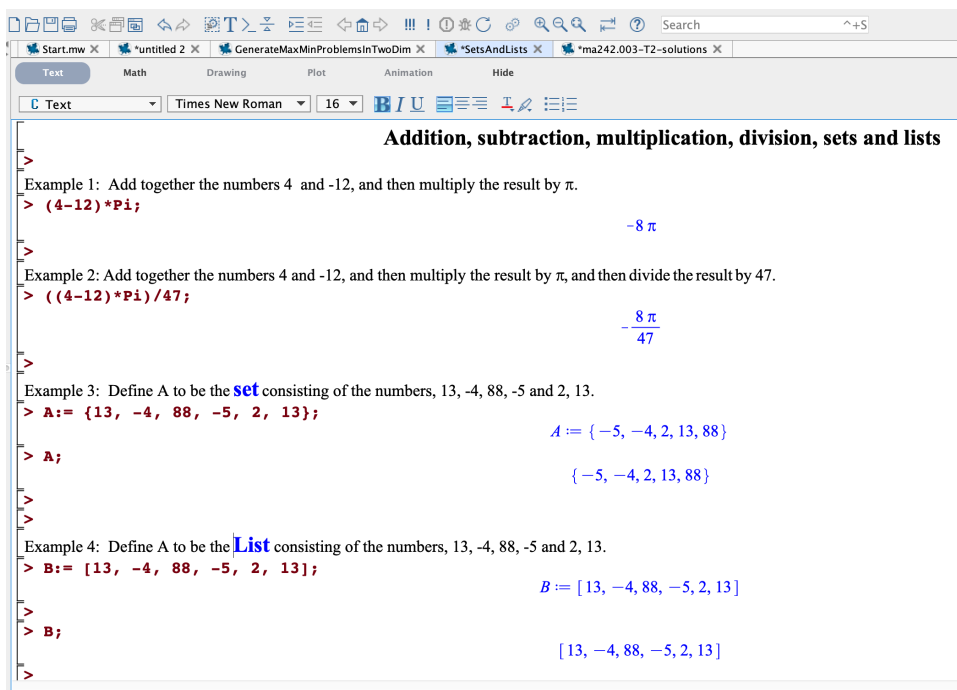 Search
^+S
Start.mw
*untitled 2
GenerateMaxMinProblemsInTwoDim
*SetsAndLists
*ma242.003-T2-solutions
Text Math Drawing Plot Animation Hide
C Text Times New Roman 16 B I U
Addition, subtraction, multiplication, division, sets and lists
>
Example 1: Add together the numbers 4 and -12, and then multiply the result by π.
> (4-12)*Pi;
-8 π
>
Example 2: Add together the numbers 4 and -12, and then multiply the result by π, and then divide the result by 47.
> ((4-12)*Pi)/47;
- 8 π
47
>
Example 3: Define A to be the set consisting of the numbers, 13, -4, 88, -5 and 2, 13.
> A:= {13, -4, 88, -5, 2, 13};
A := {-5, -4, 2, 13, 88}
> A;
{-5, -4, 2, 13, 88}
>
>
Example 4: Define A to be the List consisting of the numbers, 13, -4, 88, -5 and 2, 13.
> B:= [13, -4, 88, -5, 2, 13];
B := [13, -4, 88, -5, 2, 13]
>
> B;
[13, -4, 88, -5, 2, 13]
>